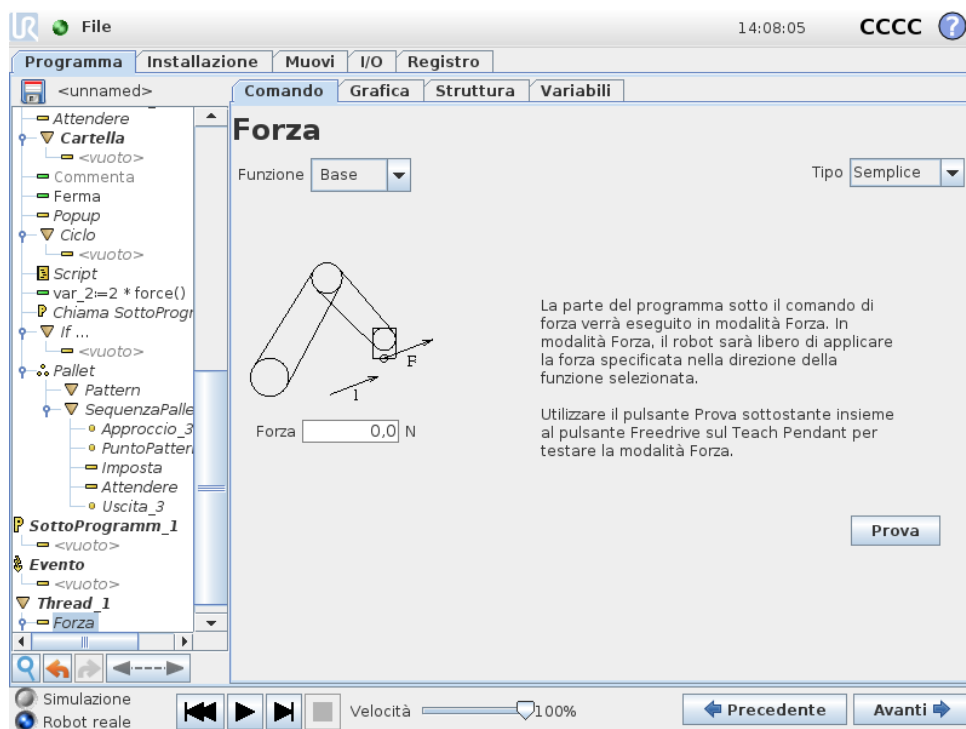 UR File 14:08:05 CCCC ?
Programma Installazione Muovi I/O Registro
<unnamed>
Comando Grafica Struttura Variabili
Attendere
Cartella
<vuoto>
Commenta
Ferma
Popup
Ciclo
<vuoto>
Script
var_2:=2 * force()
P Chiama SottoProgr
If ...
<vuoto>
Pallet
Pattern
SequenzaPalle
Approccio_3
PuntoPatter
Imposta
Attendere
Uscita_3
P SottoProgramm_1
<vuoto>
Evento
<vuoto>
Thread_1
Forza
Forza
Funzione Base
Tipo Semplice
F
1
Forza 0,0 N
La parte del programma sotto il comando di
forza verrà eseguito in modalità Forza. In
modalità Forza, il robot sarà libero di applicare
la forza specificata nella direzione della
funzione selezionata.
Utilizzare il pulsante Prova sottostante insieme
al pulsante Freedrive sul Teach Pendant per
testare la modalità Forza.
Prova
Simulazione
Robot reale
Velocità 100%
Precedente Avanti